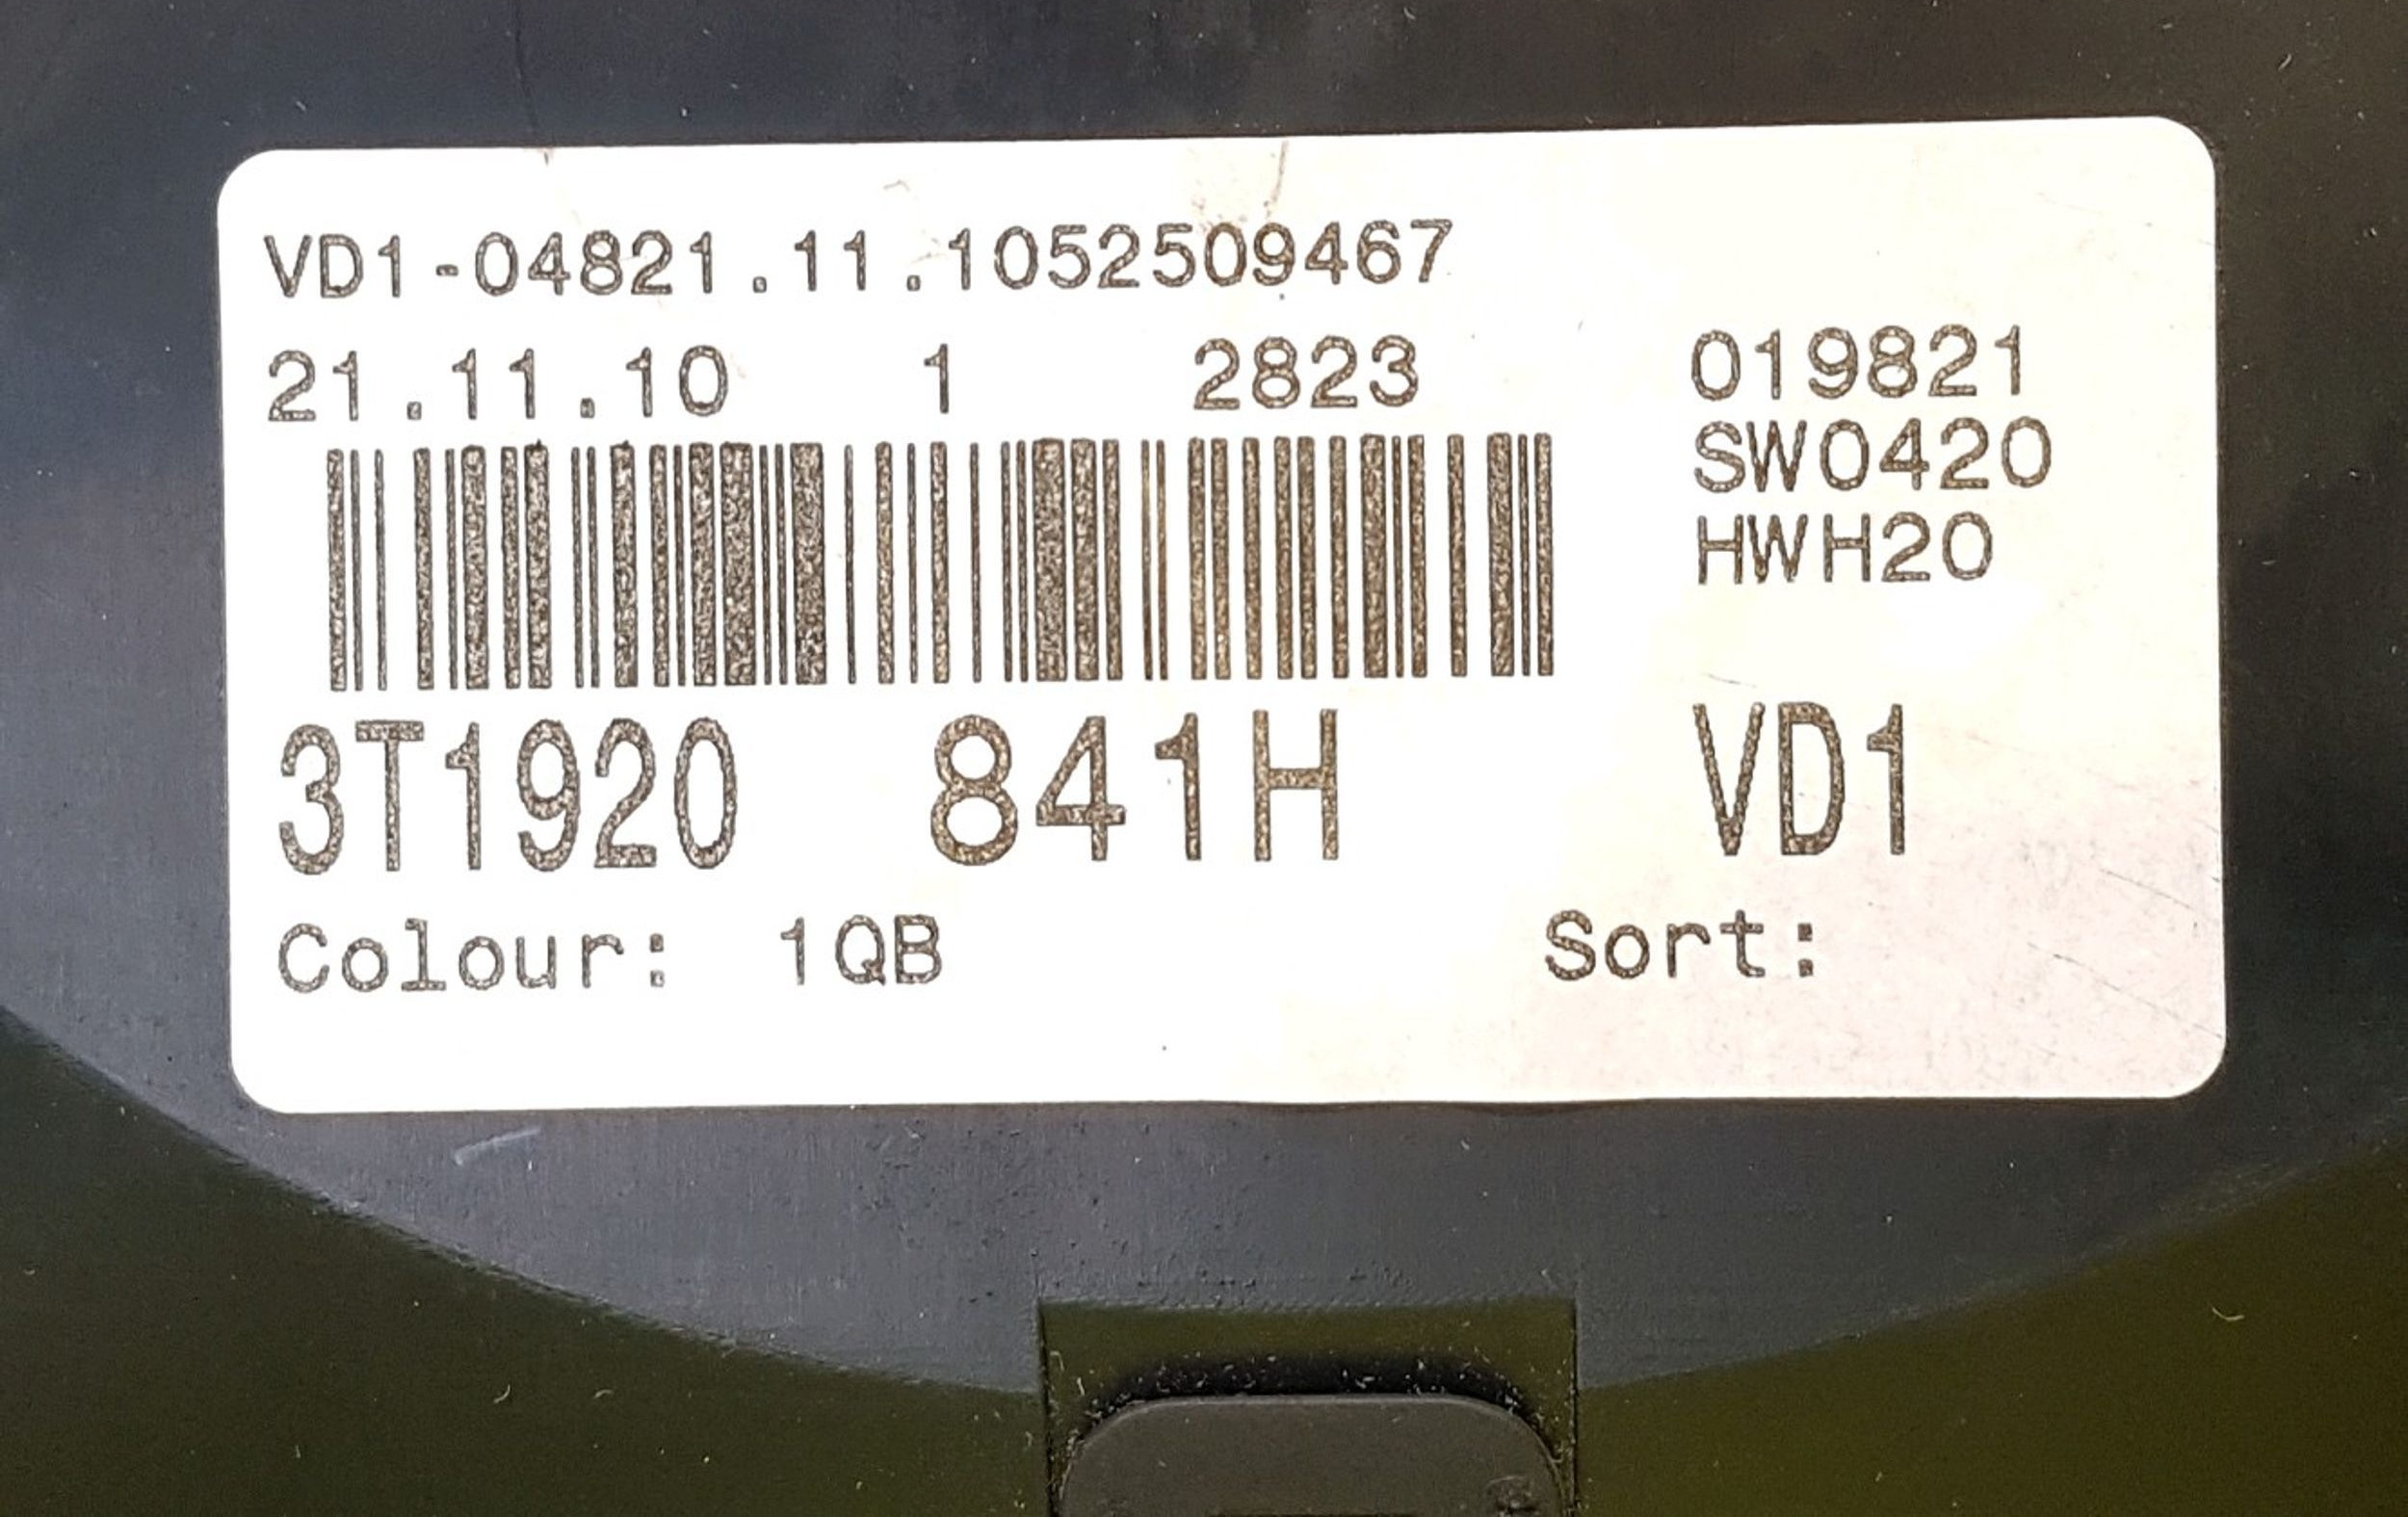 VD1-04821.11.1052509467
21.11.10 1 2823 019821
SW0420
HWH20
3T1920 841H VD1
Colour: 1QB Sort: